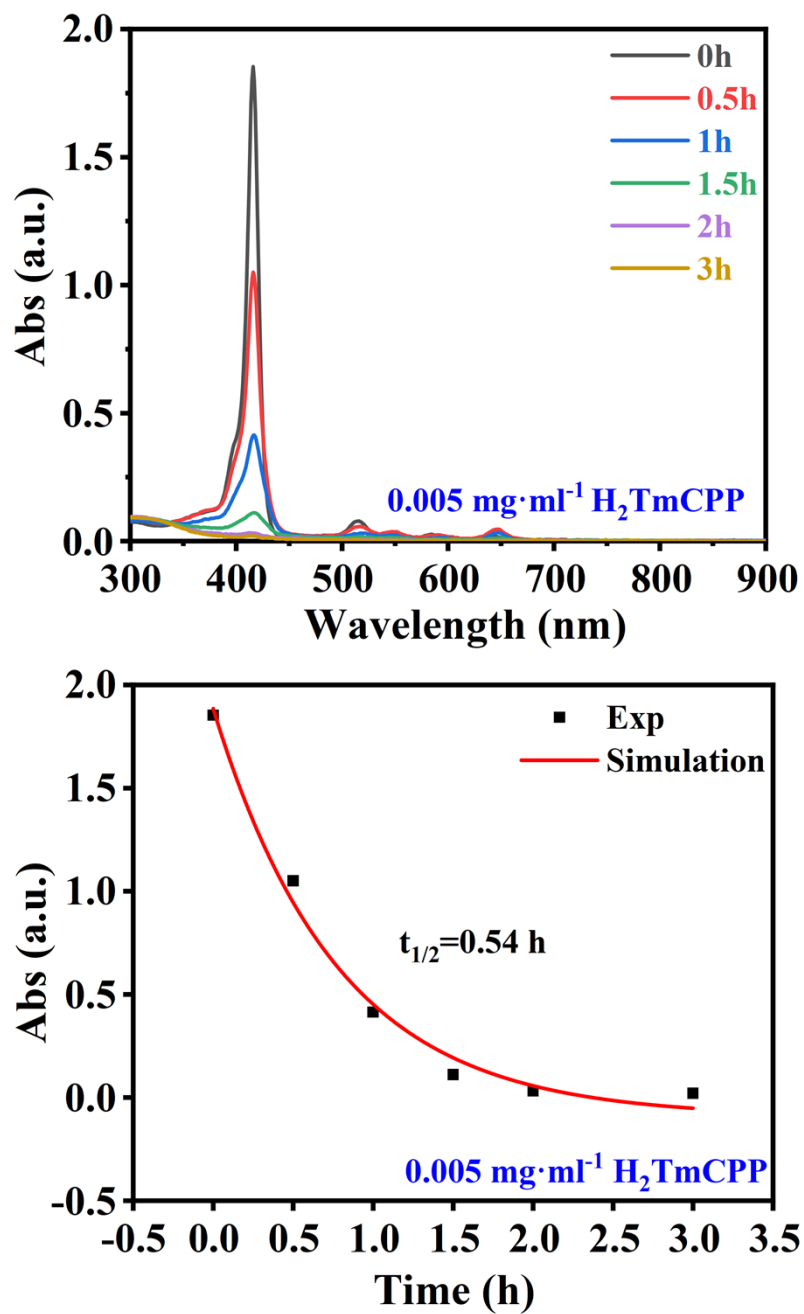 2.0
1.5
1.0
0.5
0.0
Abs (a.u.)
0h
0.5h
1h
1.5h
2h
3h
0.005 mg·ml⁻¹ H₂TmCPP
300 400 500 600 700 800 900
Wavelength (nm)
2.0
1.5
1.0
0.5
0.0
-0.5
Abs (a.u.)
Exp
Simulation
t₁/₂=0.54 h
0.005 mg·ml⁻¹ H₂TmCPP
-0.5 0.0 0.5 1.0 1.5 2.0 2.5 3.0 3.5
Time (h)